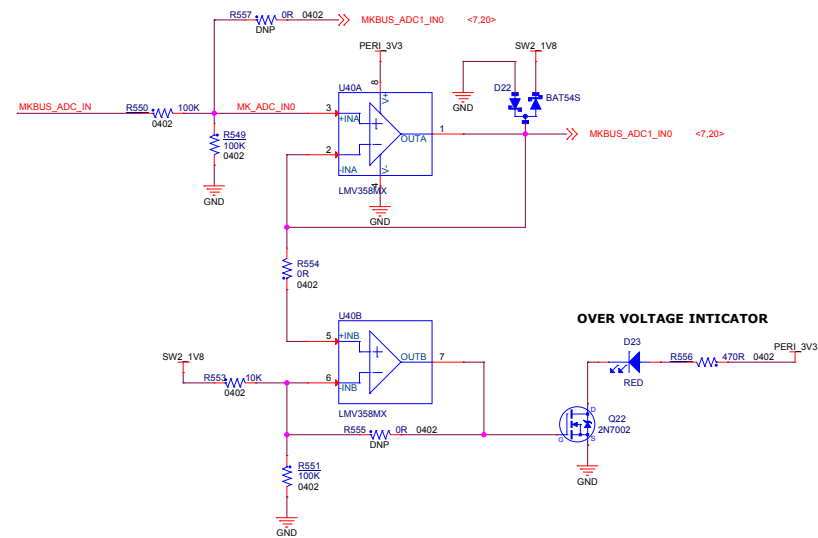 R557 0R 0402 MKBUS_ADC1_IN0 <7,20>
DNP
PERI_3V3 SW2_1V8
U40A
D22
BAT54S
GND
8
V+
MKBUS_ADC_IN R550 100K MK_ADC_IN0 3 +INA
0402
1
OUTA
MKBUS_ADC1_IN0 <7,20>
R549
100K
0402
2
-INA
V-
4
LMV358MX
GND
GND
R554
0R
0402
U40B
OVER VOLTAGE INTICATOR
5 +INB
D23
PERI_3V3
SW2_1V8
OUTB 7
R556 470R 0402
R553 10K
0402
6
-INB
RED
LMV358MX
D
Q22
2N7002
G
S
R555 0R 0402
DNP
R551
100K
0402
GND
GND